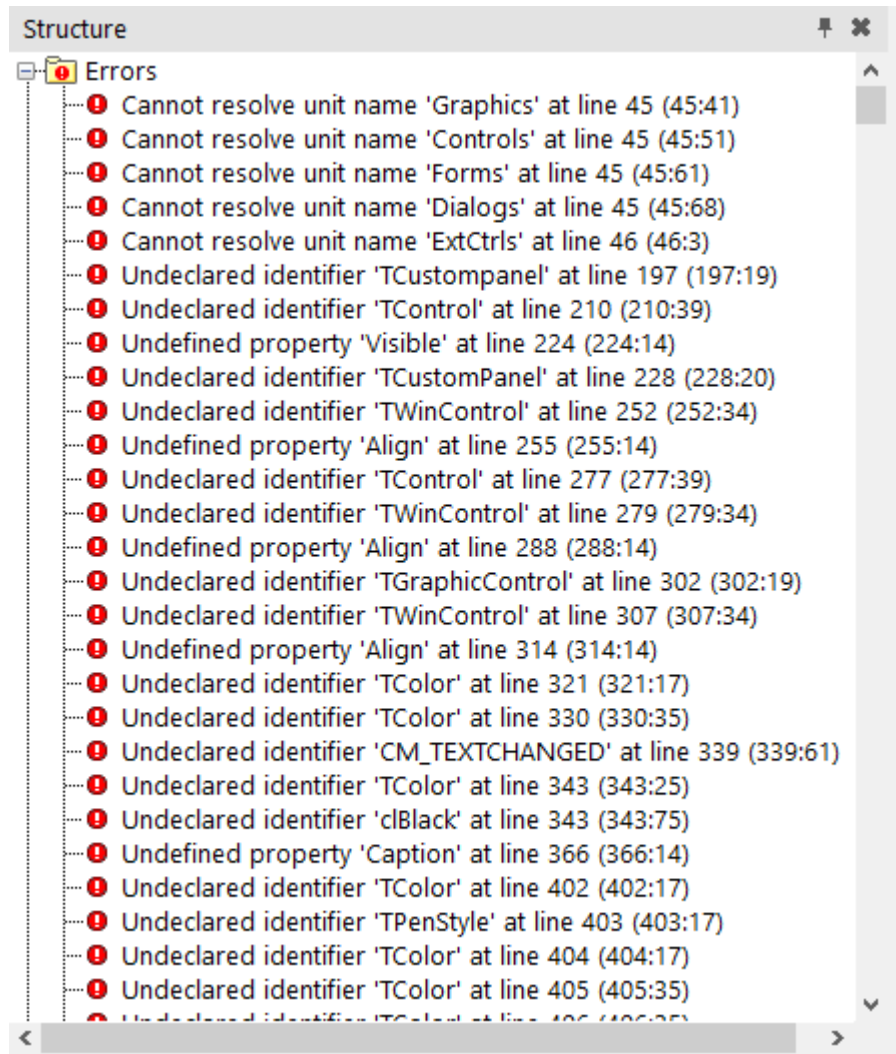 Structure
Errors
Cannot resolve unit name 'Graphics' at line 45 (45:41)
Cannot resolve unit name 'Controls' at line 45 (45:51)
Cannot resolve unit name 'Forms' at line 45 (45:61)
Cannot resolve unit name 'Dialogs' at line 45 (45:68)
Cannot resolve unit name 'ExtCtrls' at line 46 (46:3)
Undeclared identifier 'TCustompanel' at line 197 (197:19)
Undeclared identifier 'TControl' at line 210 (210:39)
Undefined property 'Visible' at line 224 (224:14)
Undeclared identifier 'TCustomPanel' at line 228 (228:20)
Undeclared identifier 'TWinControl' at line 252 (252:34)
Undefined property 'Align' at line 255 (255:14)
Undeclared identifier 'TControl' at line 277 (277:39)
Undeclared identifier 'TWinControl' at line 279 (279:34)
Undefined property 'Align' at line 288 (288:14)
Undeclared identifier 'TGraphicControl' at line 302 (302:19)
Undeclared identifier 'TWinControl' at line 307 (307:34)
Undefined property 'Align' at line 314 (314:14)
Undeclared identifier 'TColor' at line 321 (321:17)
Undeclared identifier 'TColor' at line 330 (330:35)
Undeclared identifier 'CM_TEXTCHANGED' at line 339 (339:61)
Undeclared identifier 'TColor' at line 343 (343:25)
Undeclared identifier 'clBlack' at line 343 (343:75)
Undefined property 'Caption' at line 366 (366:14)
Undeclared identifier 'TColor' at line 402 (402:17)
Undeclared identifier 'TPenStyle' at line 403 (403:17)
Undeclared identifier 'TColor' at line 404 (404:17)
Undeclared identifier 'TColor' at line 405 (405:35)